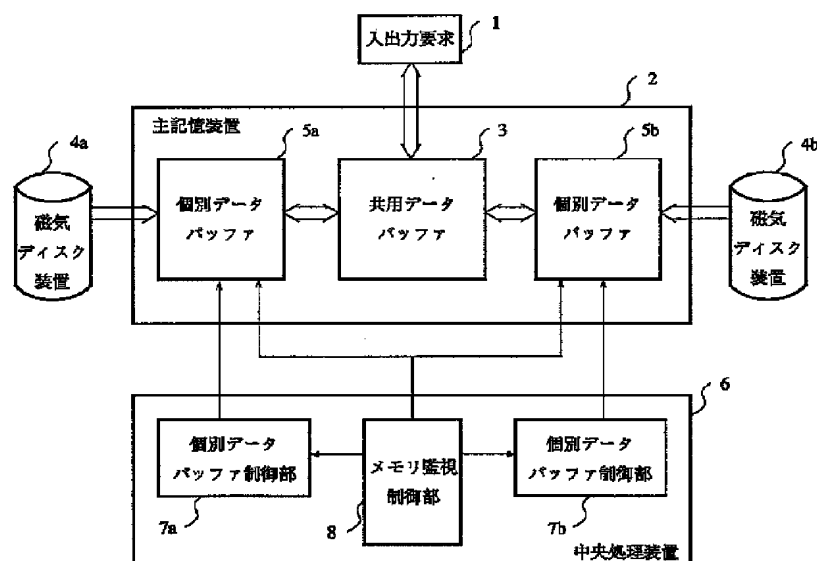 1
入出力要求
2
主記憶装置
5a
3
5b
4a
4b
個別データ
バッファ
共用データ
バッファ
個別データ
バッファ
磁気
ディスク
装置
磁気
ディスク
装置
6
個別データ
バッファ制御部
メモリ監視
制御部
個別データ
バッファ制御部
7a
8
7b
中央処理装置